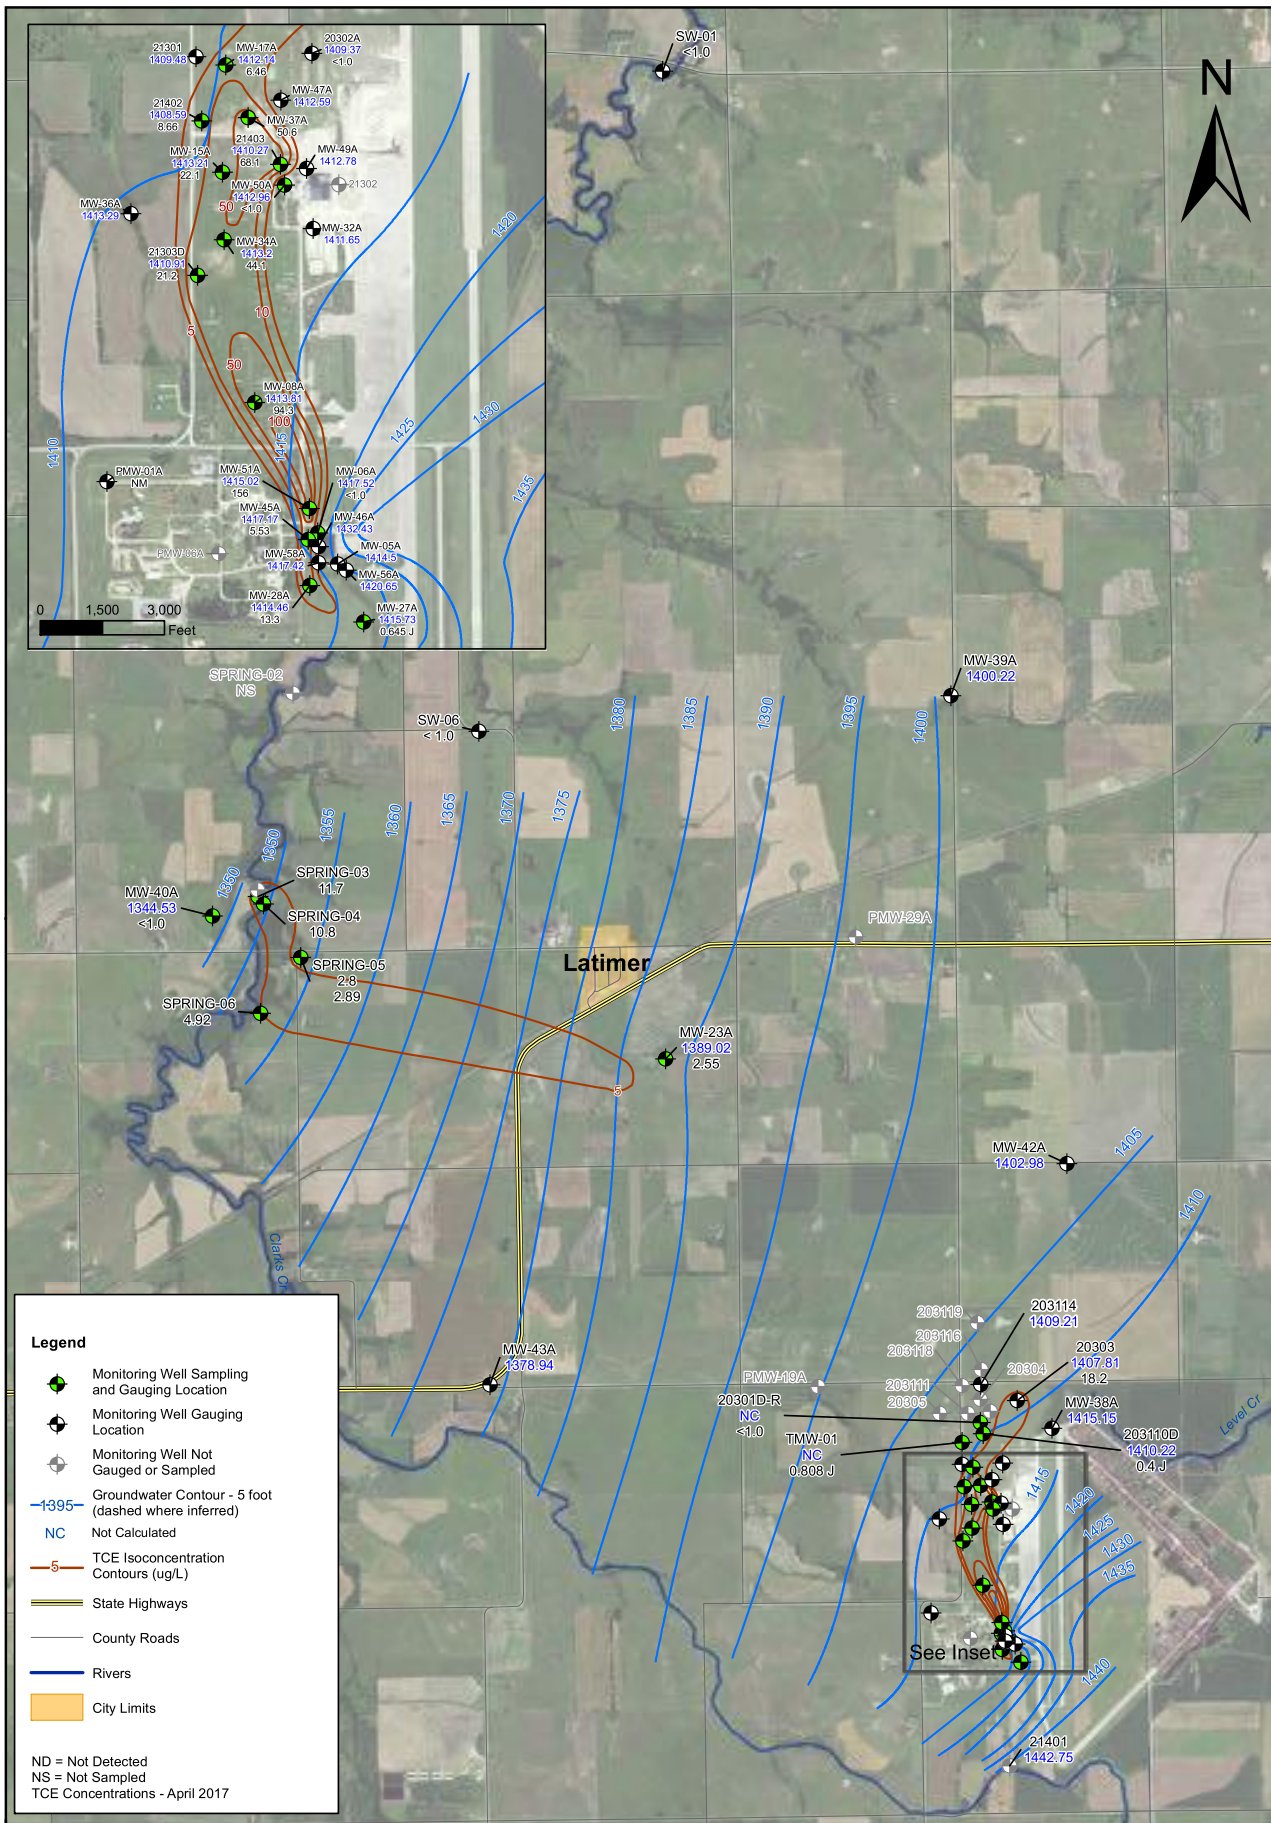 21301
1409.48
MW-17A
1412.14
6.46
20302A
1409.37
<1.0
MW-47A
1412.59
21402
1408.59
8.66
MW-37A
50.6
21403
1410.27
68.1
MW-49A
1412.78
MW-15A
1413.21
22.1
21302
MW-50A
1412.96
<1.0
MW-36A
1413.29
50
MW-32A
1411.65
1420
MW-34A
1413.2
44.1
21303D
1410.91
21.2
10
5
50
MW-08A
1413.81
94.3
100
1415
1425
1430
1410
1435
PMW-01A
NM
MW-51A
1415.02
156
MW-06A
1417.52
<1.0
MW-45A
1417.17
5.53
MW-46A
1432.43
PMW-06A
MW-58A
1417.42
MW-05A
1414.5
MW-56A
1420.65
MW-28A
1414.46
13.3
MW-27A
1415.73
0.645 J
0 1,500 3,000
Feet
SW-01
<1.0
N
SPRING-02
NS
SW-06
< 1.0
MW-39A
1400.22
1380
1385
1390
1395
1400
1350
1350
1355
1360
1365
1370
1375
MW-40A
1344.53
<1.0
SPRING-03
11.7
SPRING-04
10.8
SPRING-05
2.8
2.89
SPRING-06
4.92
Latimer
PMW-29A
MW-23A
1389.02
2.55
5
MW-42A
1402.98
1405
1410
Clarks Cr.
MW-43A
1378.94
203119
203116
203118
203114
1409.21
20303
1407.81
18.2
20304
PMW-19A
203111
20305
20301D-R
NC
<1.0
TMW-01
NC
0.808 J
MW-38A
1415.15
203110D
1410.22
0.4 J
Level Cr.
1415
1420
1425
1430
1435
1440
See Inset
21401
1442.75
Legend
Monitoring Well Sampling
and Gauging Location
Monitoring Well Gauging
Location
Monitoring Well Not
Gauged or Sampled
1395
Groundwater Contour - 5 foot
(dashed where inferred)
NC Not Calculated
5
TCE Isoconcentration
Contours (ug/L)
State Highways
County Roads
Rivers
City Limits
ND = Not Detected
NS = Not Sampled
TCE Concentrations - April 2017